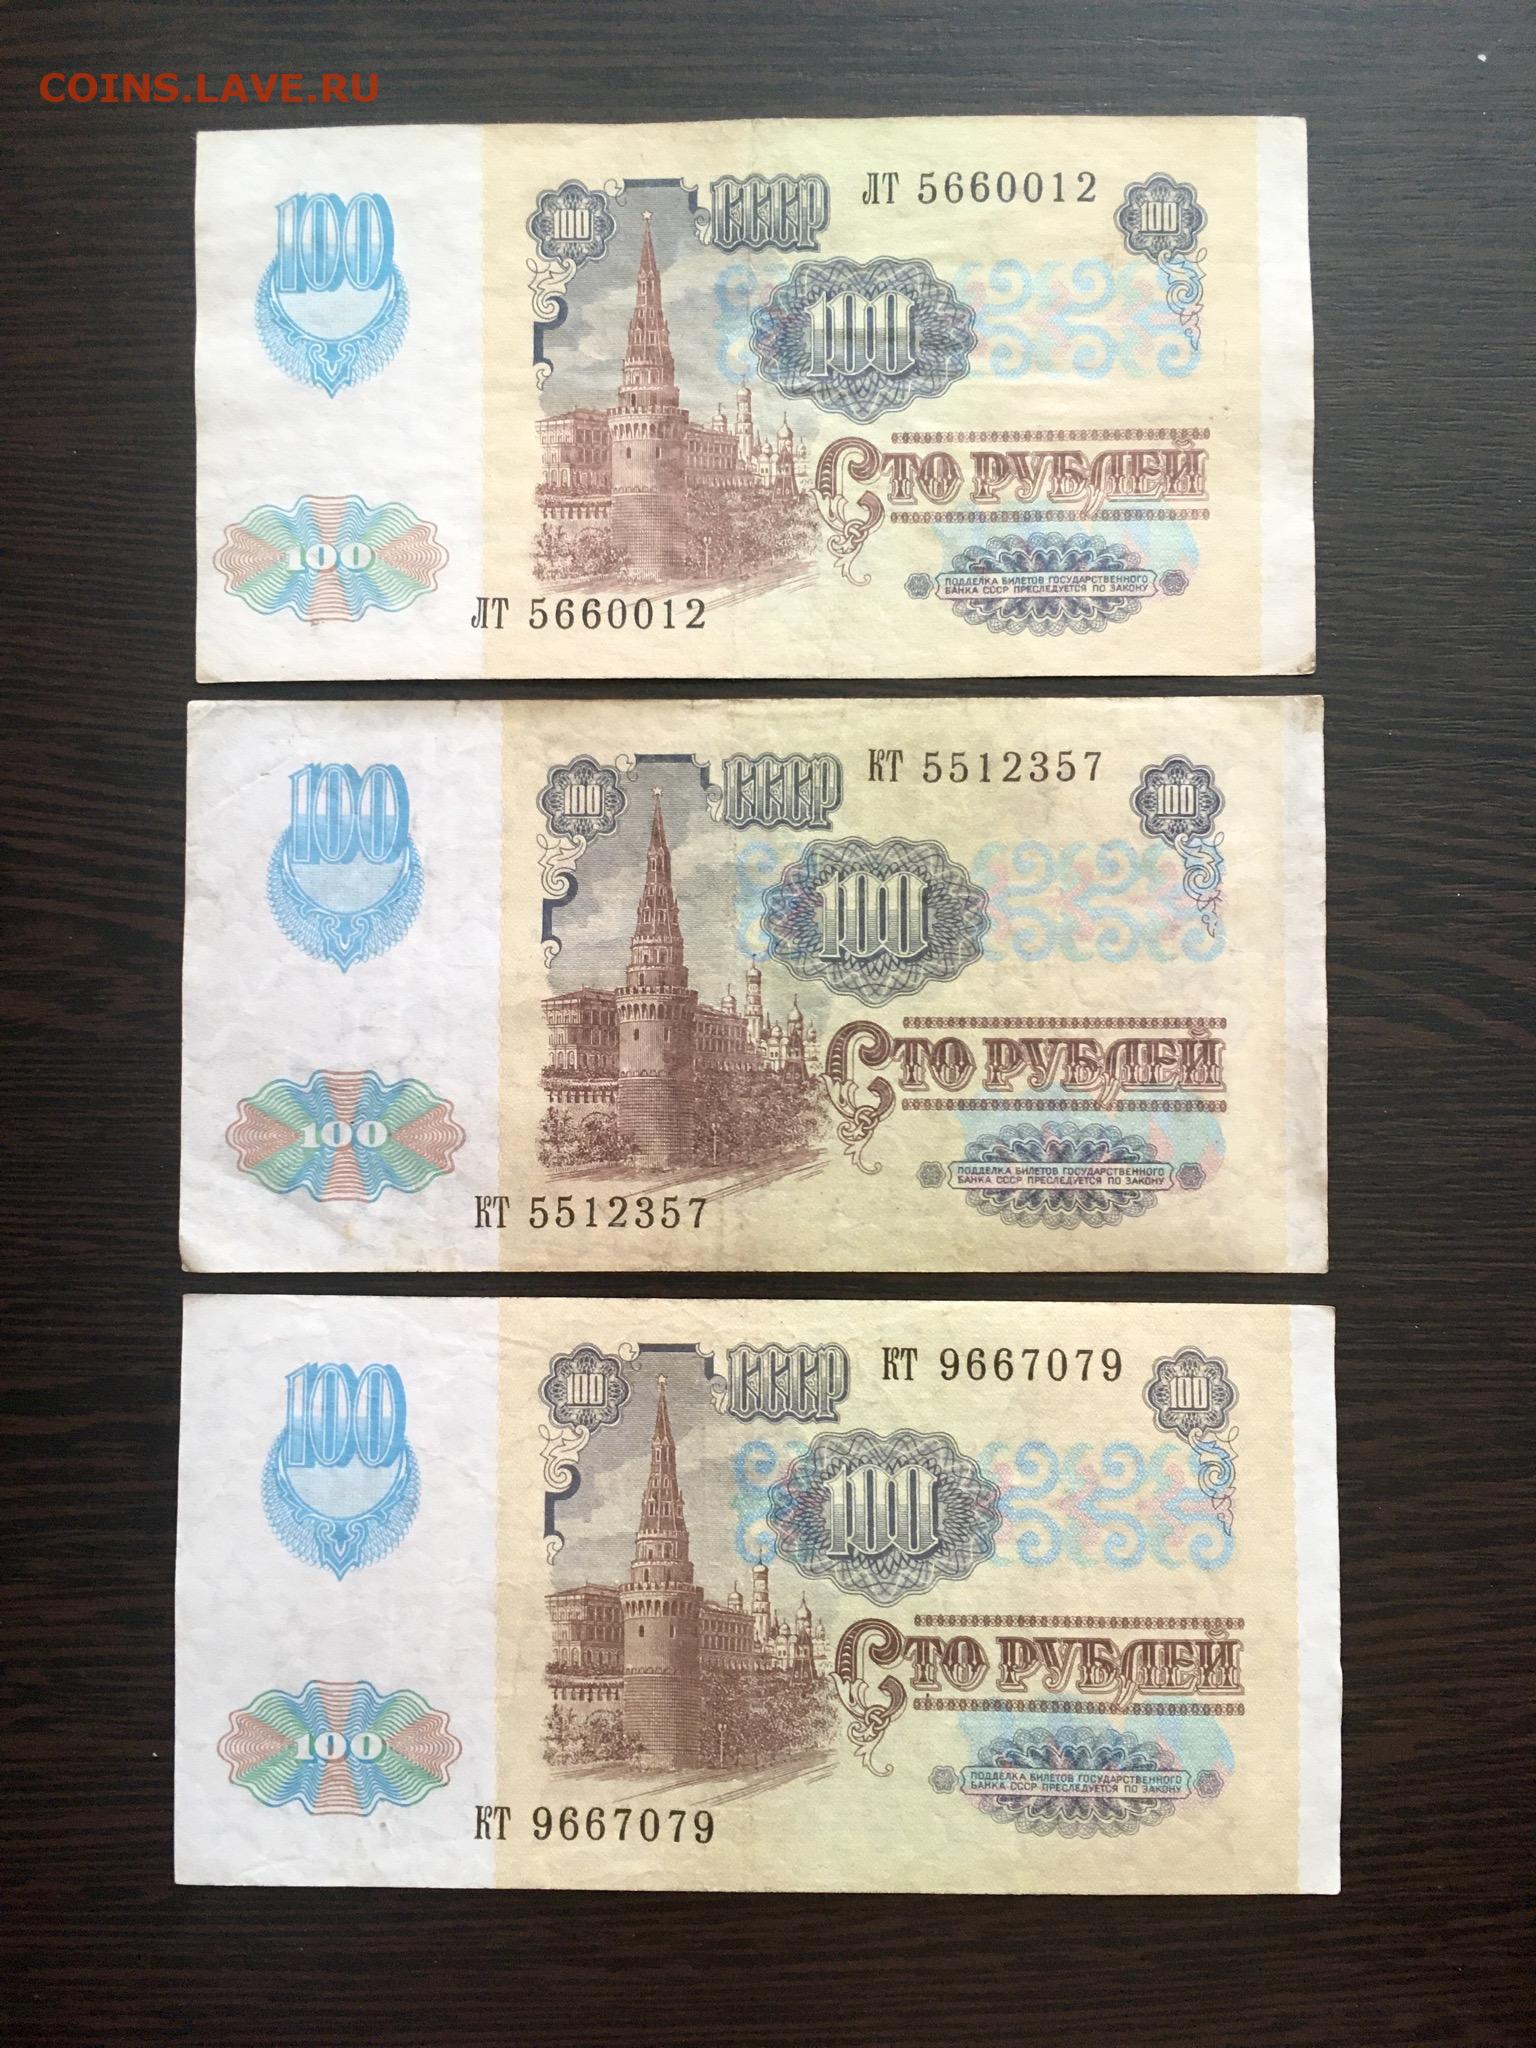 COINS.LAVE.RU
100
100
СССР
ЛТ 5660012
100
100
Сто рублей
100
ПОДДЕЛКА БИЛЕТОВ ГОСУДАРСТВЕННОГО
БАНКА СССР ПРЕСЛЕДУЕТСЯ ПО ЗАКОНУ
ЛТ 5660012
100
100
СССР
КТ 5512357
100
100
Сто рублей
100
ПОДДЕЛКА БИЛЕТОВ ГОСУДАРСТВЕННОГО
БАНКА СССР ПРЕСЛЕДУЕТСЯ ПО ЗАКОНУ
КТ 5512357
100
100
СССР
КТ 9667079
100
100
Сто рублей
100
ПОДДЕЛКА БИЛЕТОВ ГОСУДАРСТВЕННОГО
БАНКА СССР ПРЕСЛЕДУЕТСЯ ПО ЗАКОНУ
КТ 9667079